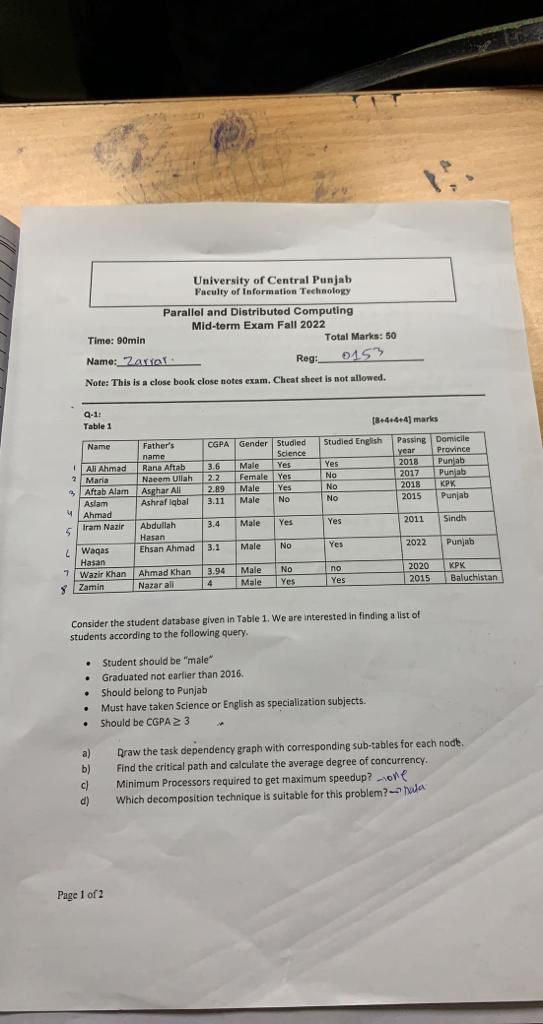 University of Central Punjab
Faculty of Information Technology
Parallel and Distributed Computing
Mid-term Exam Fall 2022
Time: 90min Total Marks: 50
Name: Zarrar. Reg: 0153
Note: This is a close book close notes exam. Cheat sheet is not allowed.
Q-1: [8+4+4+4] marks
Table 1
Name Father's name CGPA Gender Studied Science Studied English Passing year Domicile Province
1 Ali Ahmad Rana Aftab 3.6 Male Yes Yes 2018 Punjab
2 Maria Naeem Ullah 2.2 Female Yes No 2017 Punjab
3 Aftab Alam Asghar Ali 2.89 Male Yes No 2018 KPK
4 Aslam Ahmad Ashraf Iqbal 3.11 Male No No 2015 Punjab
5 Iram Nazir Abdullah Hasan 3.4 Male Yes Yes 2011 Sindh
6 Waqas Hasan Ehsan Ahmad 3.1 Male No Yes 2022 Punjab
7 Wazir Khan Ahmad Khan 3.94 Male No no 2020 KPK
8 Zamin Nazar ali 4 Male Yes Yes 2015 Baluchistan
Consider the student database given in Table 1. We are interested in finding a list of
students according to the following query.
• Student should be "male"
• Graduated not earlier than 2016.
• Should belong to Punjab
• Must have taken Science or English as specialization subjects.
• Should be CGPA ≥ 3
a) Draw the task dependency graph with corresponding sub-tables for each node.
b) Find the critical path and calculate the average degree of concurrency.
c) Minimum Processors required to get maximum speedup? → one
d) Which decomposition technique is suitable for this problem? → Data
Page 1 of 2